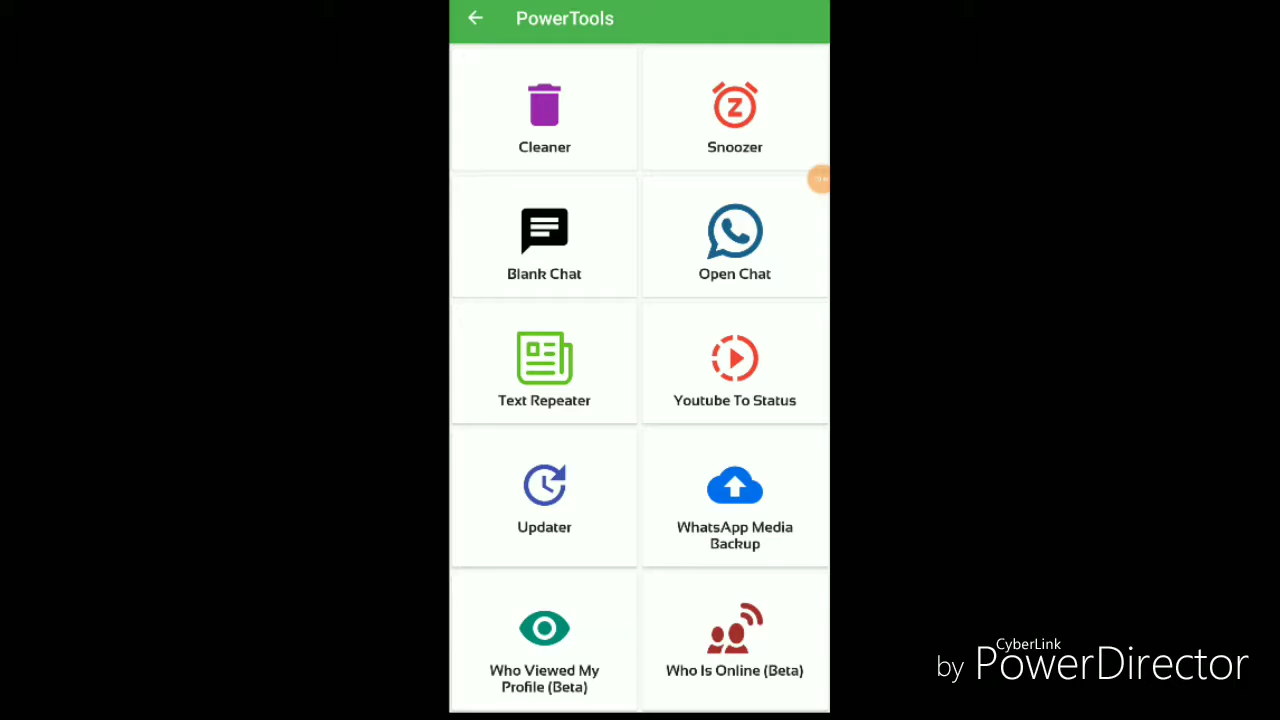 PowerTools
Cleaner
Snoozer
Blank Chat
Open Chat
Text Repeater
Youtube To Status
Updater
WhatsApp Media
Backup
Who Viewed My
Profile (Beta)
Who Is Online (Beta)
CyberLink
by PowerDirector